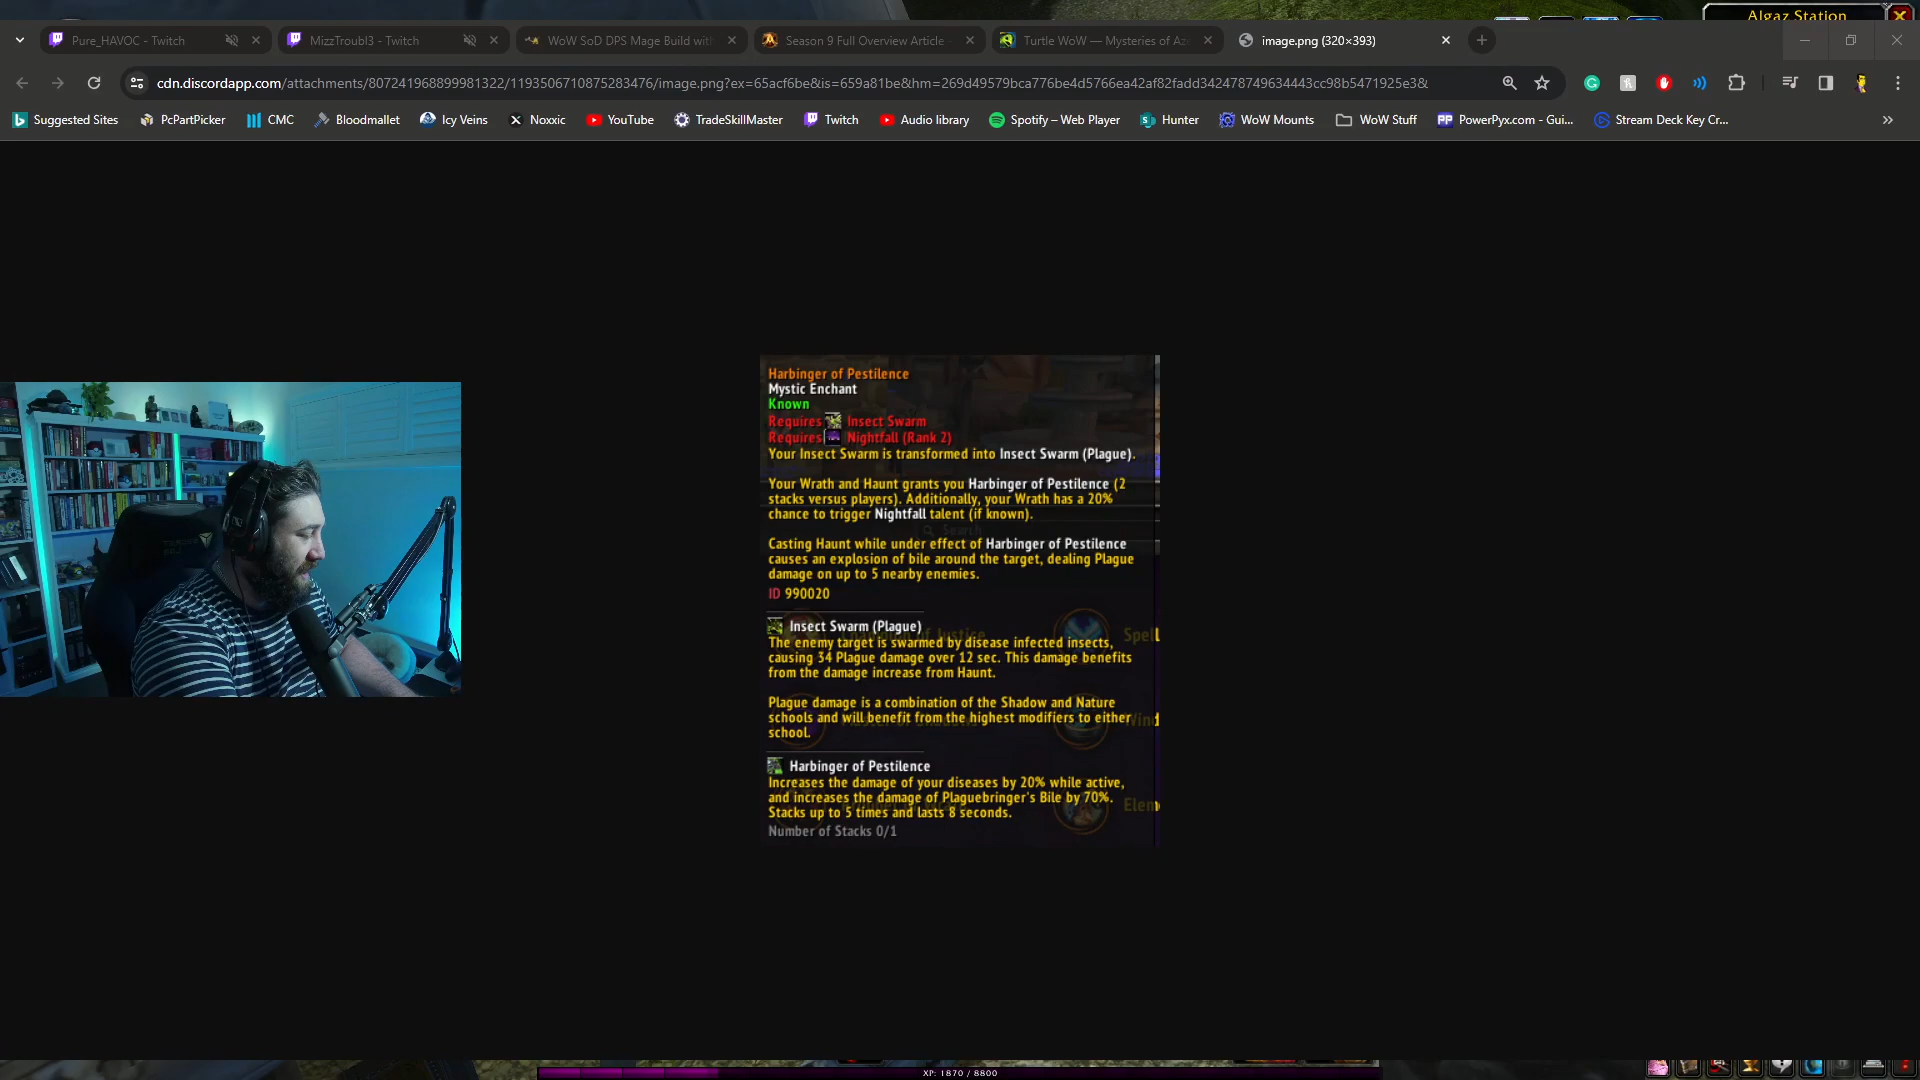 Algaz Station
Pure_HAVOC - Twitch
MizzTroubl3 - Twitch
WoW SoD DPS Mage Build with
Season 9 Full Overview Article -
Turtle WoW — Mysteries of Az
image.png (320×393)
cdn.discordapp.com/attachments/807241968899981322/1193506710875283476/image.png?ex=65acf6be&is=659a81be&hm=269d49579bca776be4d5766ea42af82fadd342478749634443cc98b5471925e3&
Suggested Sites
PcPartPicker
CMC
Bloodmallet
Icy Veins
Noxxic
YouTube
TradeSkillMaster
Twitch
Audio library
Spotify – Web Player
Hunter
WoW Mounts
WoW Stuff
PowerPyx.com - Gui...
Stream Deck Key Cr...
Harbinger of Pestilence
Mystic Enchant
Known
Requires Insect Swarm
Requires Nightfall (Rank 2)
Your Insect Swarm is transformed into Insect Swarm (Plague).
Your Wrath and Haunt grants you Harbinger of Pestilence (2
stacks versus players). Additionally, your Wrath has a 20%
chance to trigger Nightfall talent (if known).
Search
Casting Haunt while under effect of Harbinger of Pestilence
causes an explosion of bile around the target, dealing Plague
damage on up to 5 nearby enemies.
ID 990020
Insect Swarm (Plague)
The enemy target is swarmed by disease infected insects,
causing 34 Plague damage over 12 sec. This damage benefits
from the damage increase from Haunt.
Plague damage is a combination of the Shadow and Nature
schools and will benefit from the highest modifiers to either
school.
Harbinger of Pestilence
Increases the damage of your diseases by 20% while active,
and increases the damage of Plaguebringer's Bile by 70%.
Stacks up to 5 times and lasts 8 seconds.
Number of Stacks 0/1
Spell
Wind
Elem
XP: 1870 / 8800